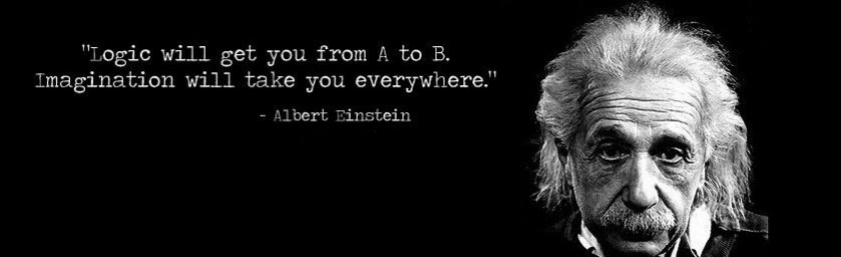 "Logic will get you from A to B.
Imagination will take you everywhere."
- Albert Einstein